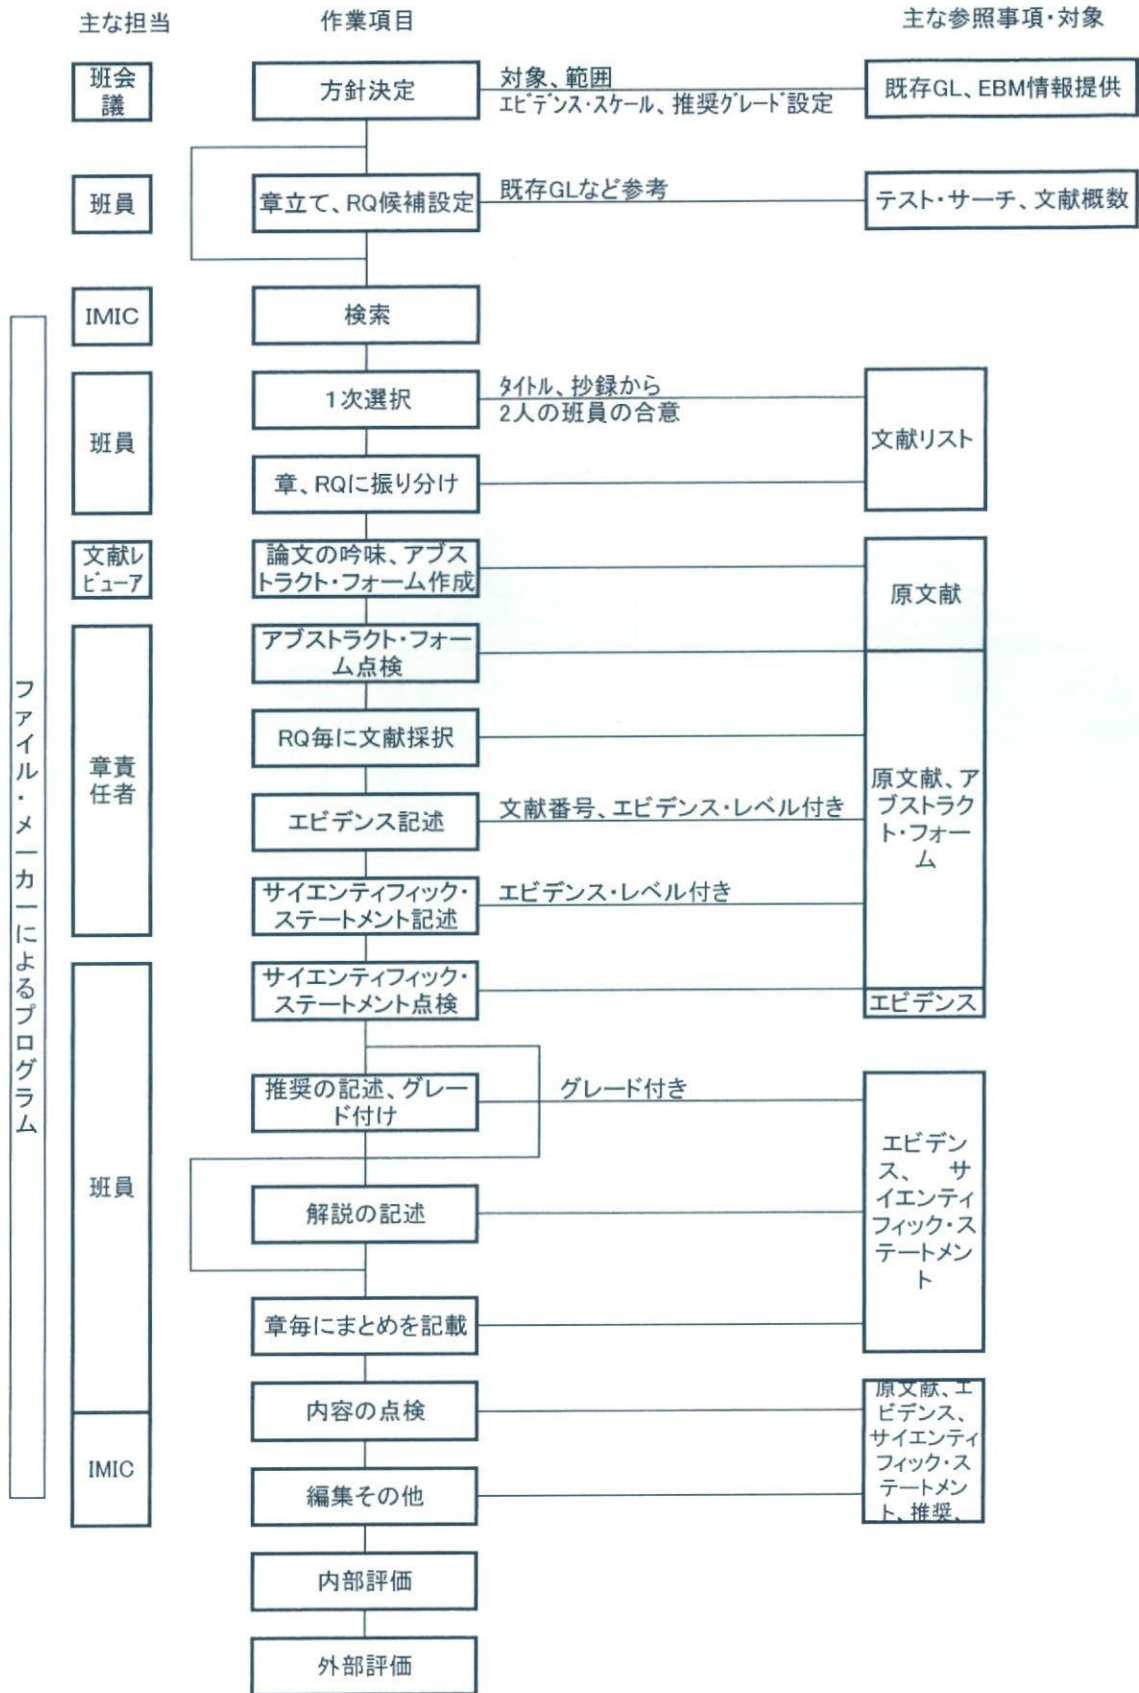 主な担当
作業項目
主な参照事項・対象
班会
議
方針決定
対象、範囲
エビデンス・スケール、推奨グレード設定
既存GL、EBM情報提供
班員
章立て、RQ候補設定
既存GLなど参考
テスト・サーチ、文献概数
IMIC
検索
班員
1次選択
タイトル、抄録から
2人の班員の合意
文献リスト
章、RQに振り分け
文献レ
ビューア
論文の吟味、アブス
トラクト・フォーム作成
原文献
章責
任者
アブストラクト・フォー
ム点検
RQ毎に文献採択
エビデンス記述
文献番号、エビデンス・レベル付き
原文献、ア
ブストラク
ト・フォー
ム
サイエンティフィック・
ステートメント記述
エビデンス・レベル付き
サイエンティフィック・
ステートメント点検
エビデンス
班員
推奨の記述、グレー
ド付け
グレード付き
エビデン
ス、 サ
イエンティ
フィック・ス
テートメン
ト
解説の記述
章毎にまとめを記載
内容の点検
原文献、エ
ビデンス、
サイエンティ
フィック・ス
テートメン
ト、推奨、
IMIC
編集その他
内部評価
外部評価
ファイル・メーカーによるプログラム